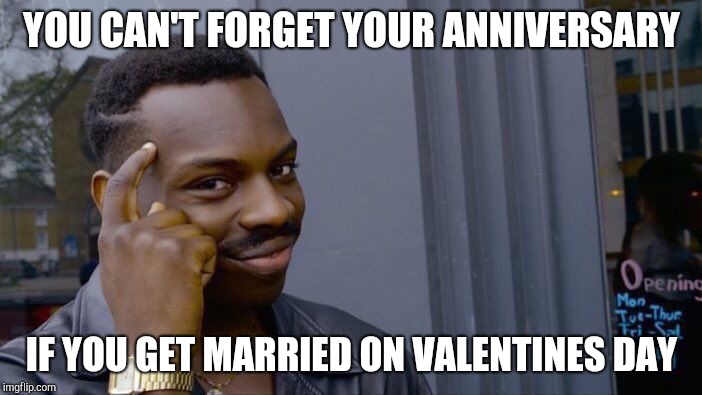 YOU CAN'T FORGET YOUR ANNIVERSARY
Opening
Mon
Tue-Thur
Fri-Sat
IF YOU GET MARRIED ON VALENTINES DAY
imgflip.com